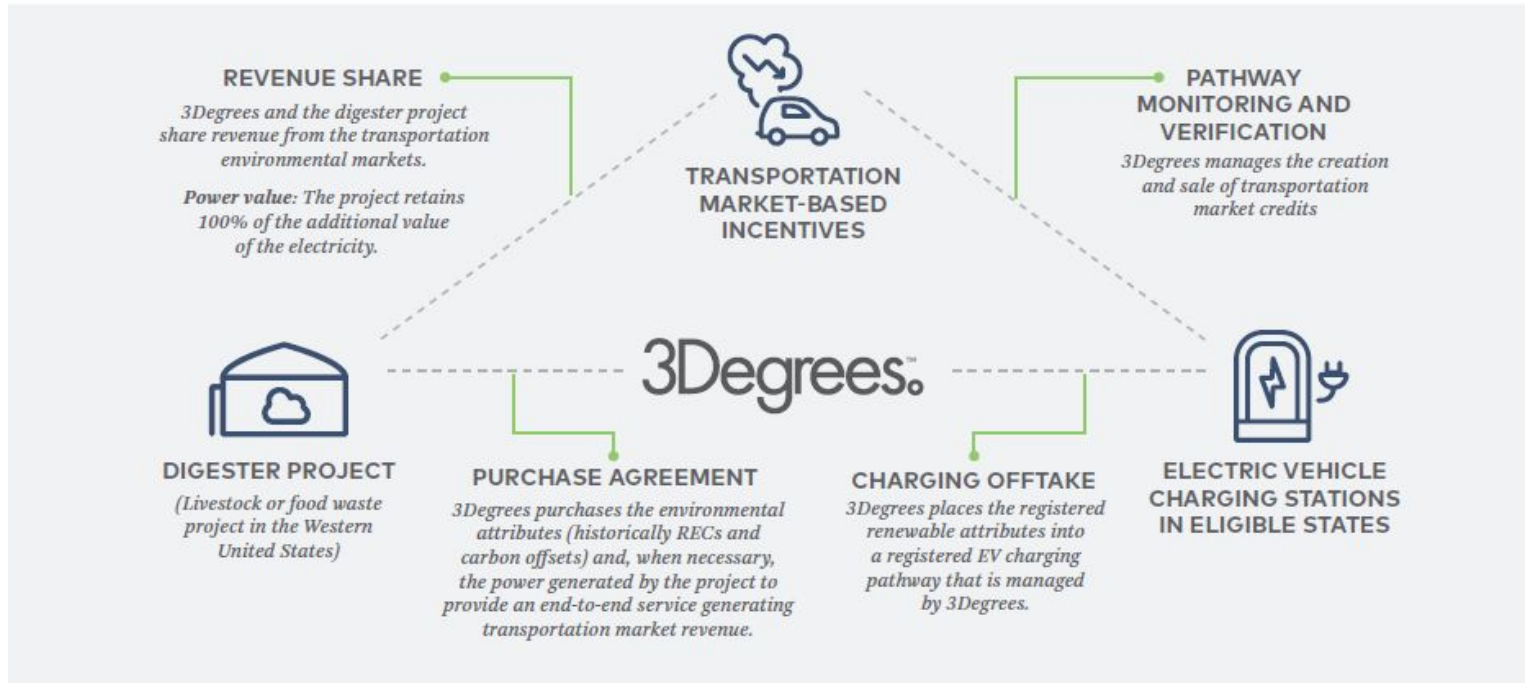 REVENUE SHARE
3Degrees and the digester project
share revenue from the transportation
environmental markets.
Power value: The project retains
100% of the additional value
of the electricity.
TRANSPORTATION
MARKET-BASED
INCENTIVES
PATHWAY
MONITORING AND
VERIFICATION
3Degrees manages the creation
and sale of transportation
market credits
3Degrees.™
DIGESTER PROJECT
(Livestock or food waste
project in the Western
United States)
PURCHASE AGREEMENT
3Degrees purchases the environmental
attributes (historically RECs and
carbon offsets) and, when necessary,
the power generated by the project to
provide an end-to-end service generating
transportation market revenue.
CHARGING OFFTAKE
3Degrees places the registered
renewable attributes into
a registered EV charging
pathway that is managed
by 3Degrees.
ELECTRIC VEHICLE
CHARGING STATIONS
IN ELIGIBLE STATES